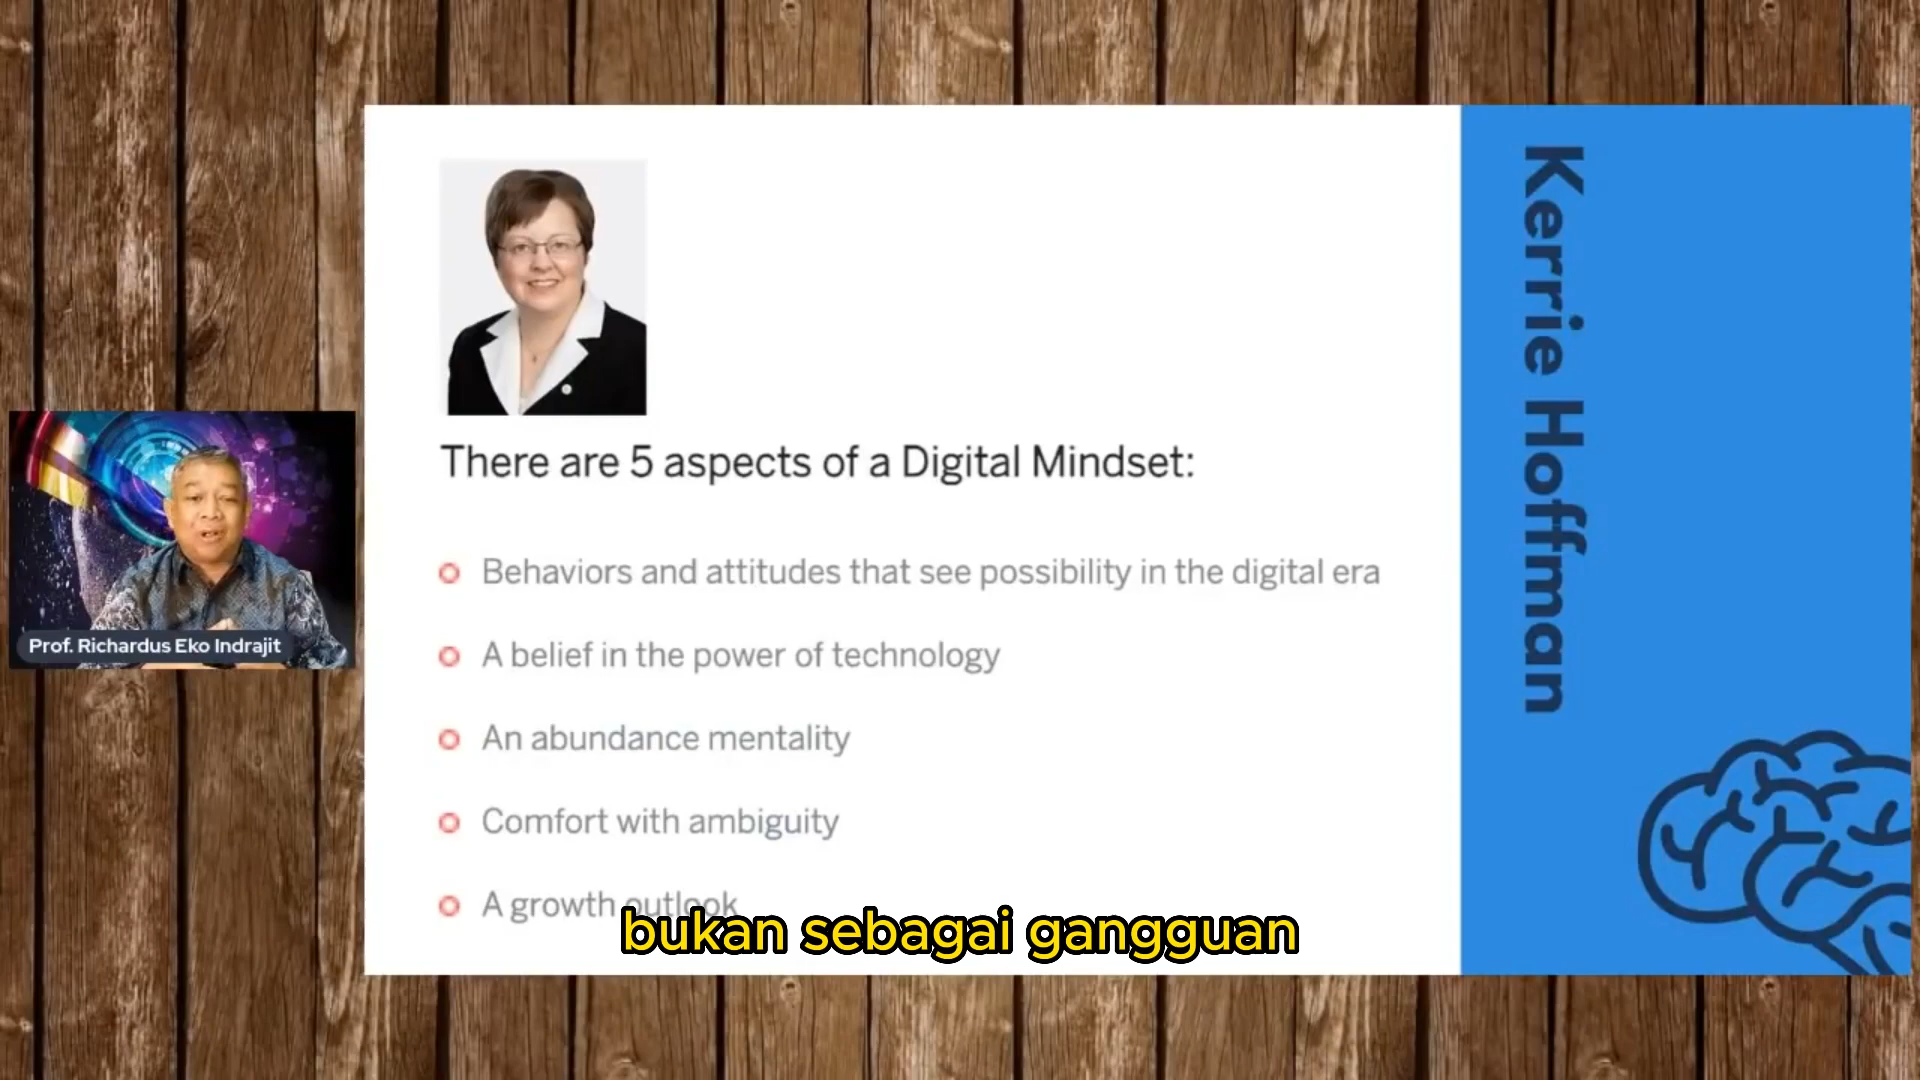 Kerrie Hoffman
There are 5 aspects of a Digital Mindset:
Behaviors and attitudes that see possibility in the digital era
A belief in the power of technology
An abundance mentality
Comfort with ambiguity
A growth outlook
Prof. Richardus Eko Indrajit
bukan sebagai gangguan